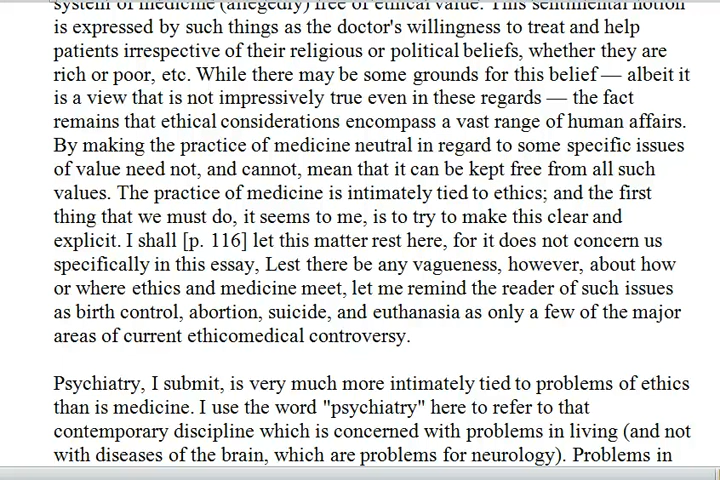 system of medicine (allegedly) free of ethical value. This sentimental notion
is expressed by such things as the doctor's willingness to treat and help
patients irrespective of their religious or political beliefs, whether they are
rich or poor, etc. While there may be some grounds for this belief — albeit it
is a view that is not impressively true even in these regards — the fact
remains that ethical considerations encompass a vast range of human affairs.
By making the practice of medicine neutral in regard to some specific issues
of value need not, and cannot, mean that it can be kept free from all such
values. The practice of medicine is intimately tied to ethics; and the first
thing that we must do, it seems to me, is to try to make this clear and
explicit. I shall [p. 116] let this matter rest here, for it does not concern us
specifically in this essay, Lest there be any vagueness, however, about how
or where ethics and medicine meet, let me remind the reader of such issues
as birth control, abortion, suicide, and euthanasia as only a few of the major
areas of current ethicomedical controversy.
Psychiatry, I submit, is very much more intimately tied to problems of ethics
than is medicine. I use the word "psychiatry" here to refer to that
contemporary discipline which is concerned with problems in living (and not
with diseases of the brain, which are problems for neurology). Problems in